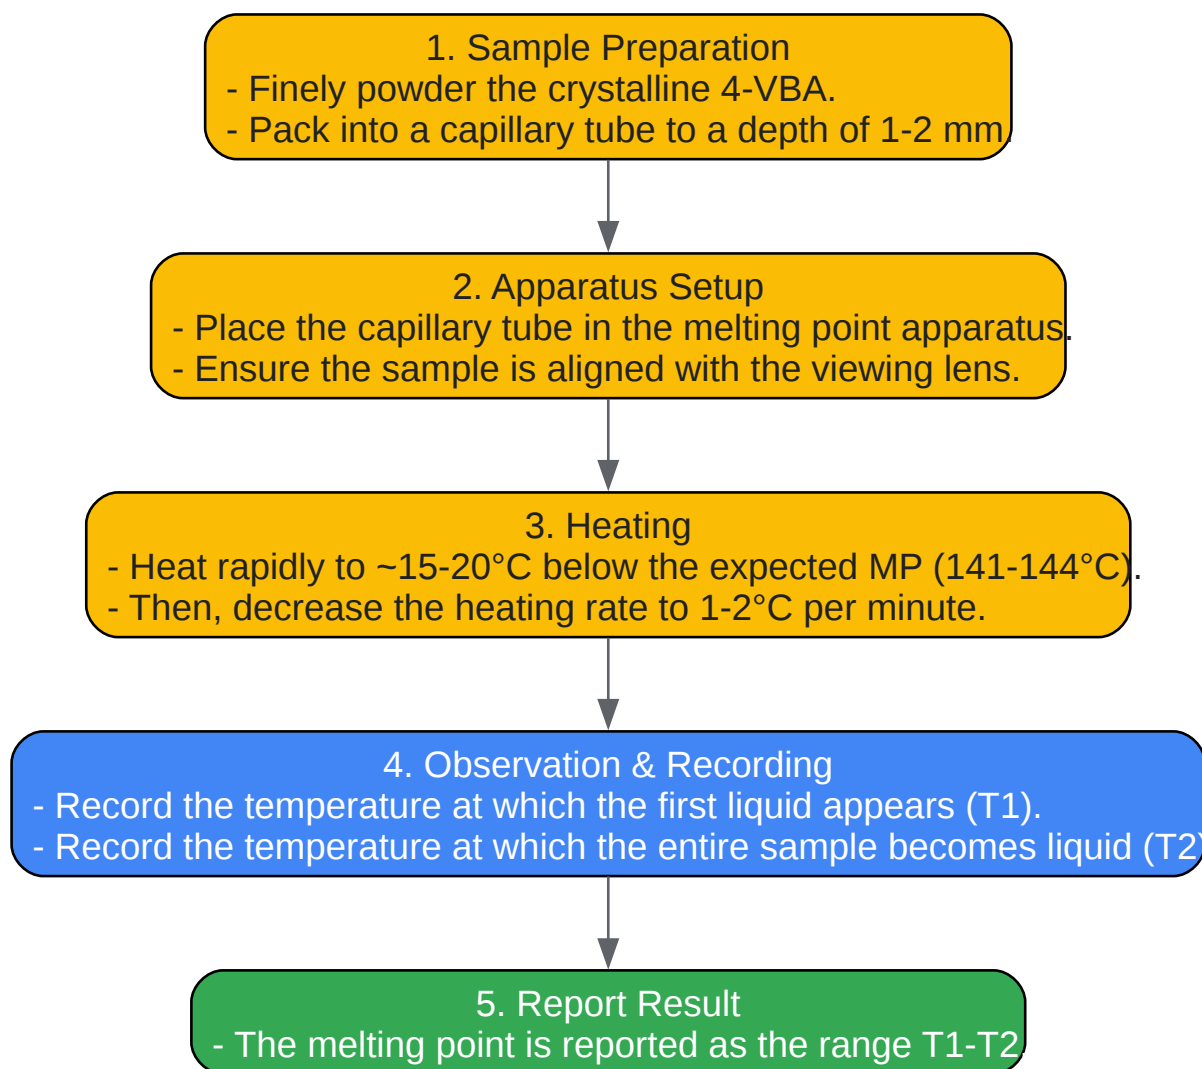 1. Sample Preparation
- Finely powder the crystalline 4-VBA.
- Pack into a capillary tube to a depth of 1-2 mm.
2. Apparatus Setup
- Place the capillary tube in the melting point apparatus.
- Ensure the sample is aligned with the viewing lens.
3. Heating
- Heat rapidly to ~15-20°C below the expected MP (141-144°C).
- Then, decrease the heating rate to 1-2°C per minute.
4. Observation & Recording
- Record the temperature at which the first liquid appears (T1).
- Record the temperature at which the entire sample becomes liquid (T2)
5. Report Result
- The melting point is reported as the range T1-T2.